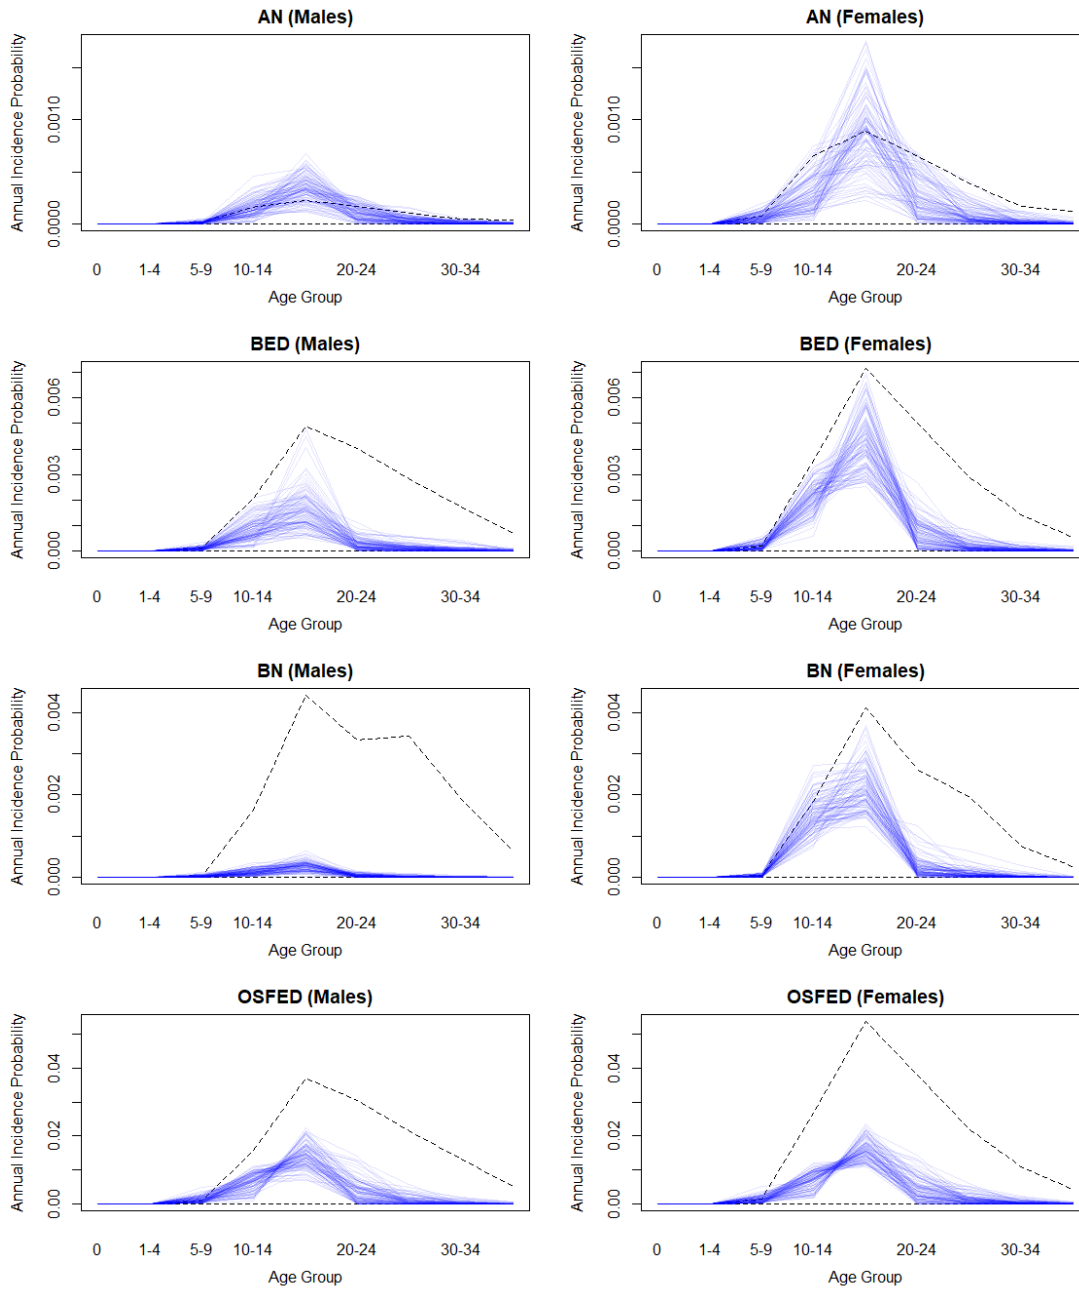 AN (Males)
Annual Incidence Probability
0.0010
0.0000
0 1-4 5-9 10-14 20-24 30-34
Age Group
AN (Females)
Annual Incidence Probability
0.0010
0.0000
0 1-4 5-9 10-14 20-24 30-34
Age Group
BED (Males)
Annual Incidence Probability
0.006
0.003
0.000
0 1-4 5-9 10-14 20-24 30-34
Age Group
BED (Females)
Annual Incidence Probability
0.006
0.003
0.000
0 1-4 5-9 10-14 20-24 30-34
Age Group
BN (Males)
Annual Incidence Probability
0.004
0.002
0.000
0 1-4 5-9 10-14 20-24 30-34
Age Group
BN (Females)
Annual Incidence Probability
0.004
0.002
0.000
0 1-4 5-9 10-14 20-24 30-34
Age Group
OSFED (Males)
Annual Incidence Probability
0.04
0.02
0.00
0 1-4 5-9 10-14 20-24 30-34
Age Group
OSFED (Females)
Annual Incidence Probability
0.04
0.02
0.00
0 1-4 5-9 10-14 20-24 30-34
Age Group